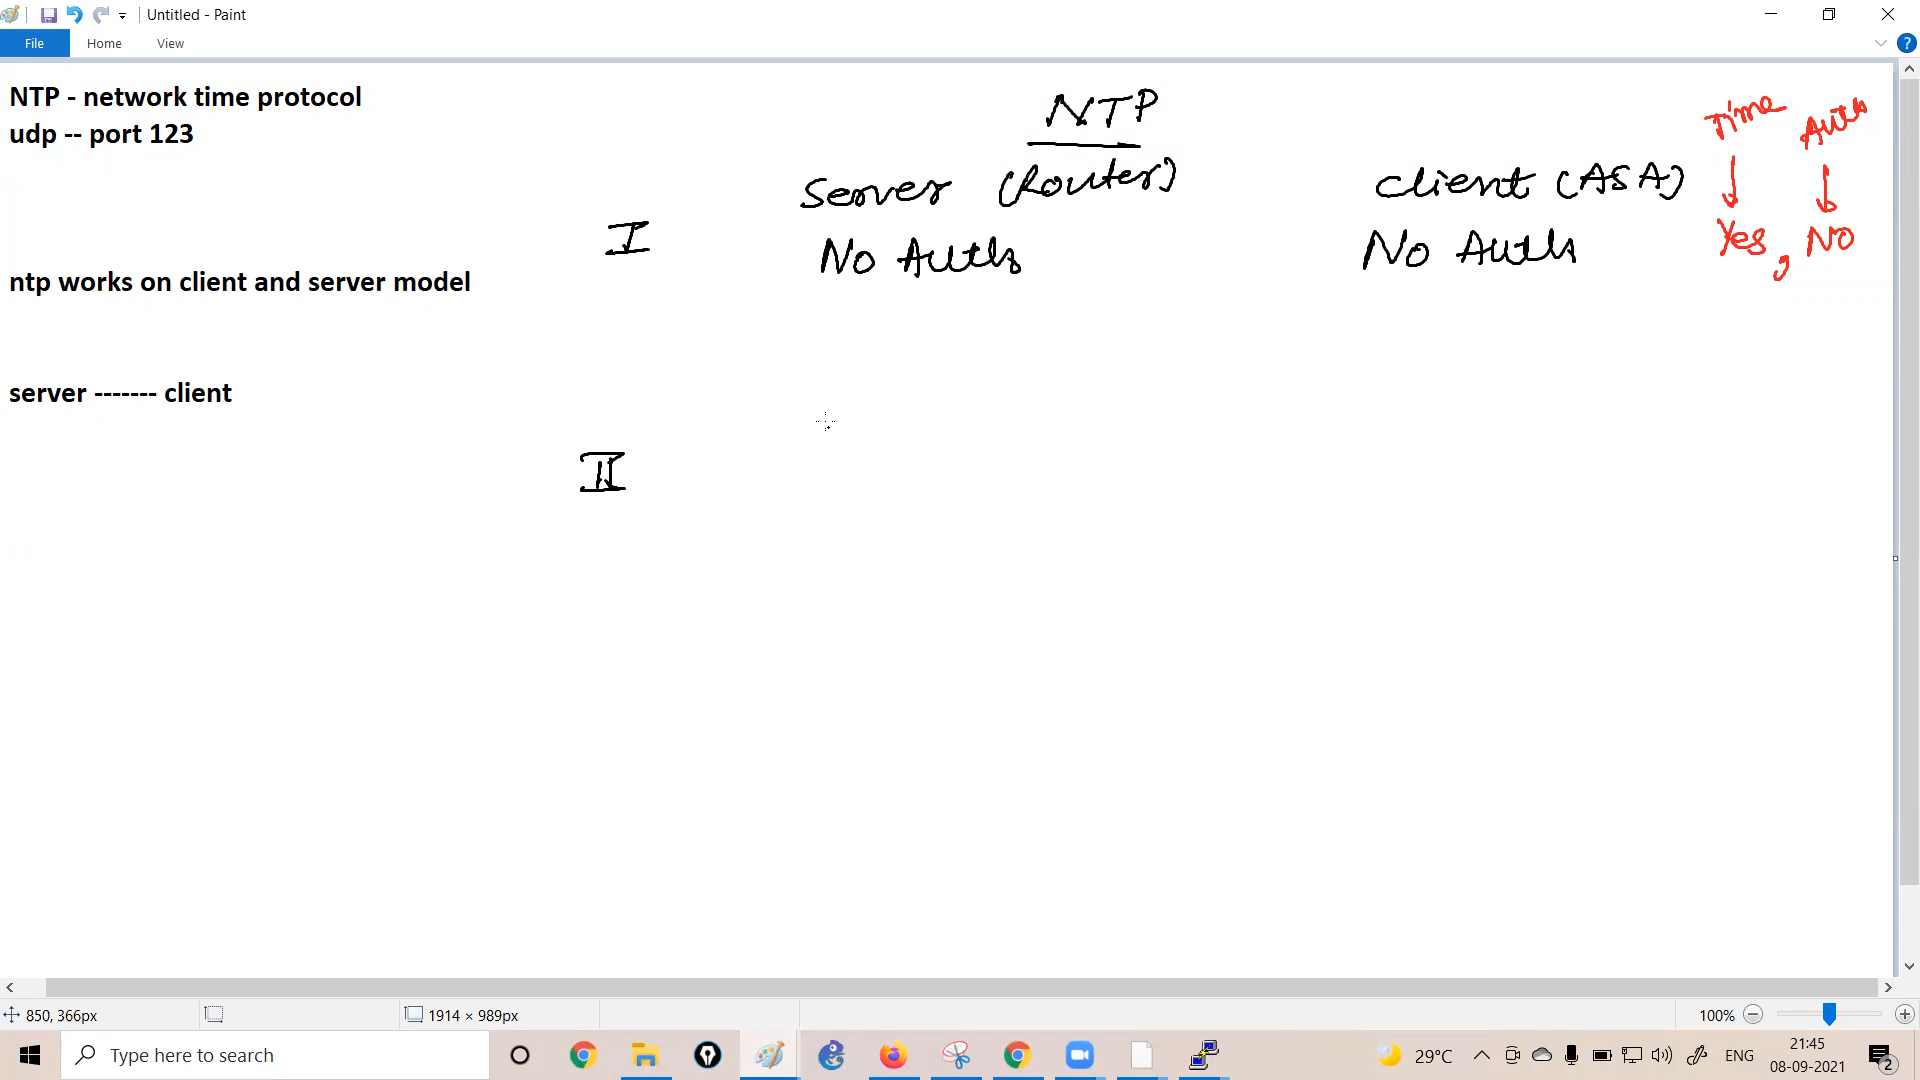 Untitled - Paint
File Home View
NTP - network time protocol
udp -- port 123
ntp works on client and server model
server ------- client
NTP
Server (Router) Client (ASA)
Time Auth
I No Auth No Auth Yes, No
II
850, 366px 1914 × 989px 100%
Type here to search
29°C ENG 21:45
08-09-2021
2